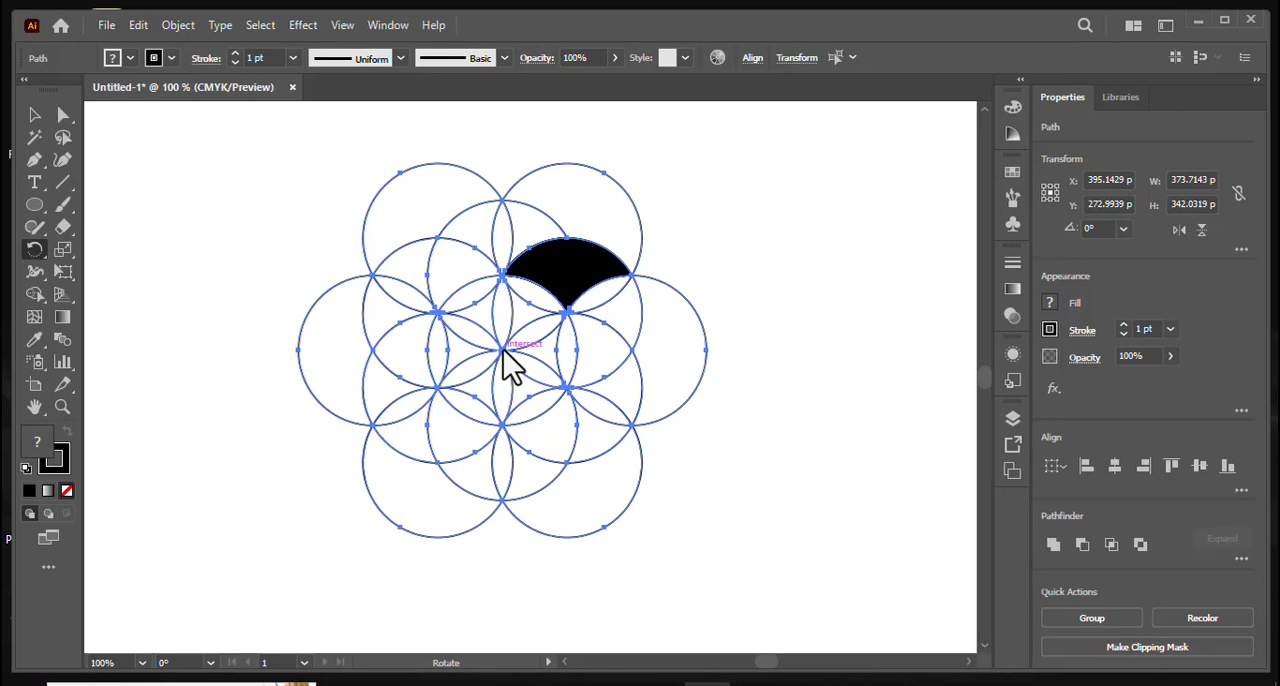 Ai File Edit Object Type Select Effect View Window Help
Path ? Stroke: 1 pt Uniform Basic Opacity: 100% Style: Align Transform
Untitled-1* @ 100 % (CMYK/Preview) ×
Properties Libraries
Path
Transform
X: 395.1429 p W: 373.7143 p
Y: 272.9939 p H: 342.0319 p
0°
Appearance
? Fill
Stroke 1 pt
Opacity 100%
fx.
Align
Pathfinder
Expand
Quick Actions
Group Recolor
Make Clipping Mask
intersect
T
?
100% 0° 1 Rotate